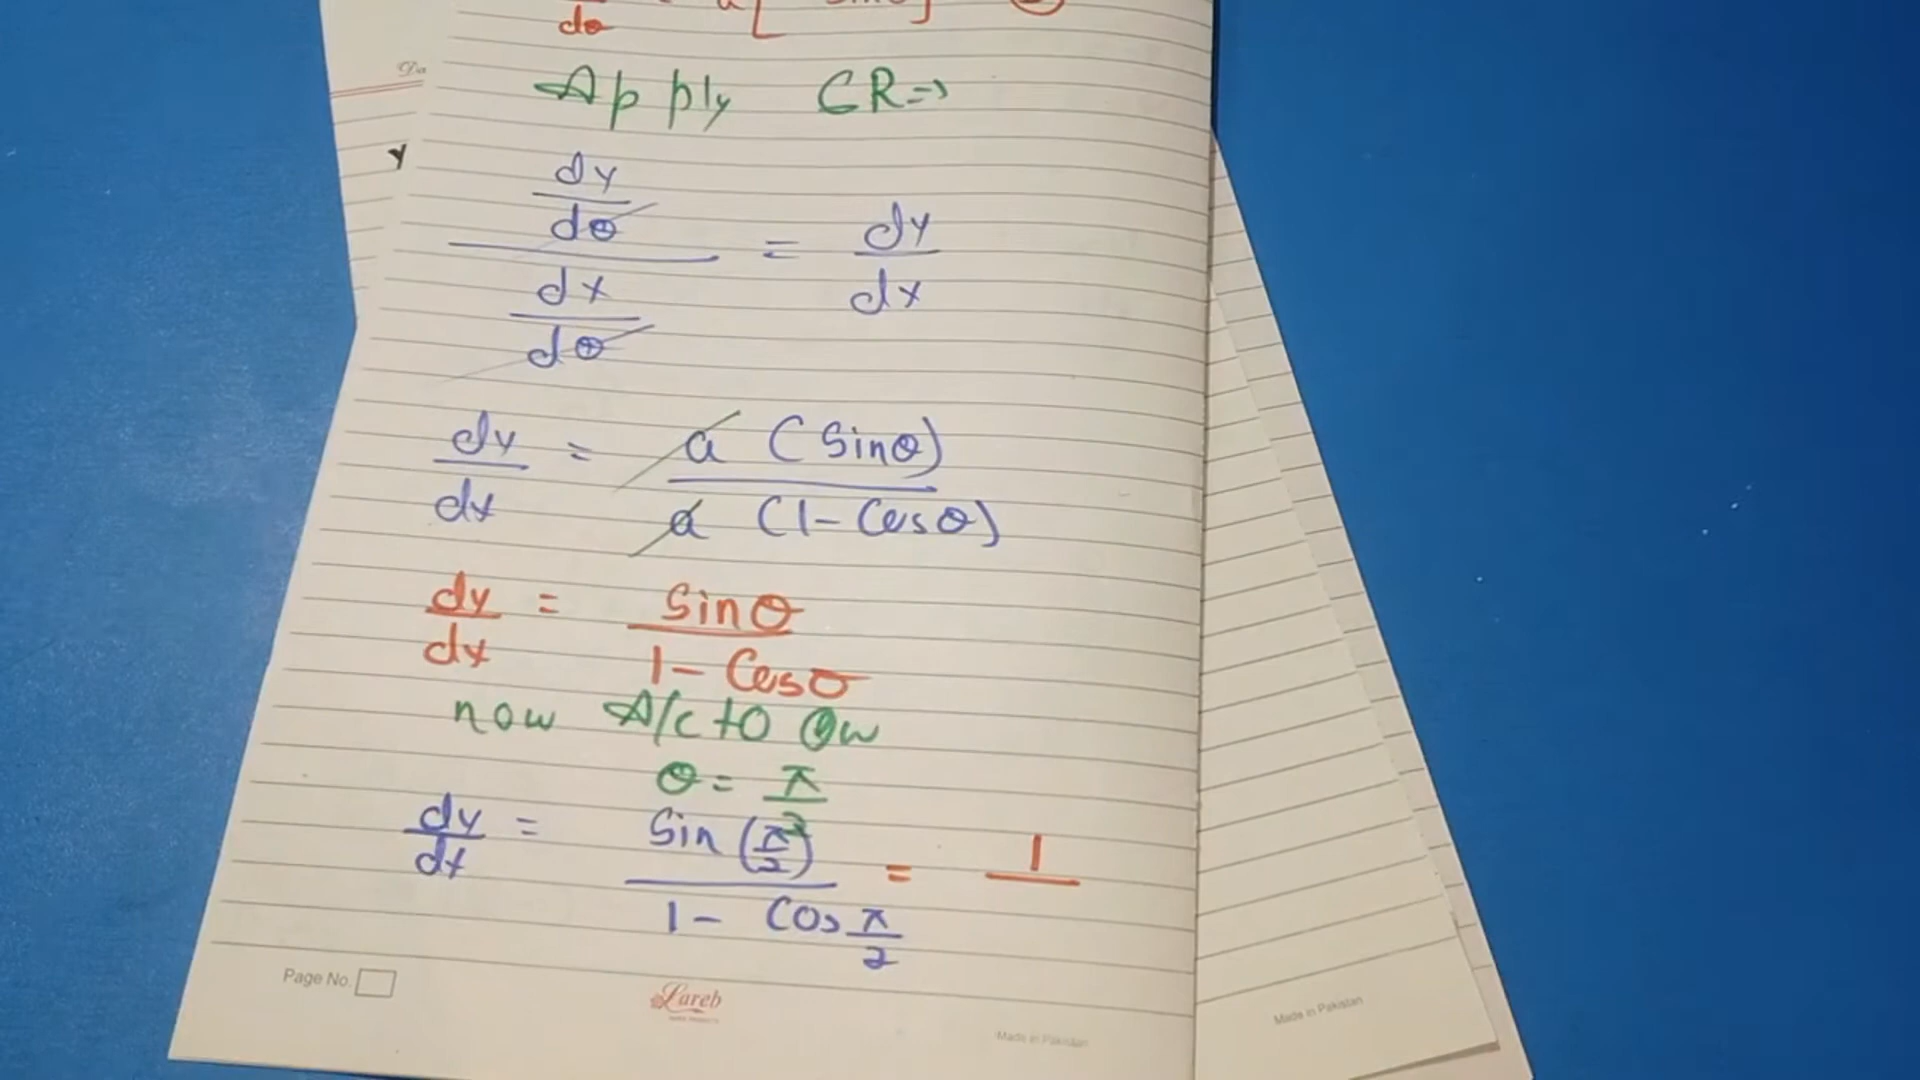 dθ
Apply CR⇒
y
dy
dθ
dx
dθ
= dy
dx
dy = a (Sinθ)
dx a (1 - Cosθ)
dy = Sinθ
dx 1 - Cosθ
now A/c to Qw
θ = π
2
dy = Sin (π/2) = 1
dx 1 - Cos π/2
Page No.
Lareb
Made in Pakistan
Made in Pakistan